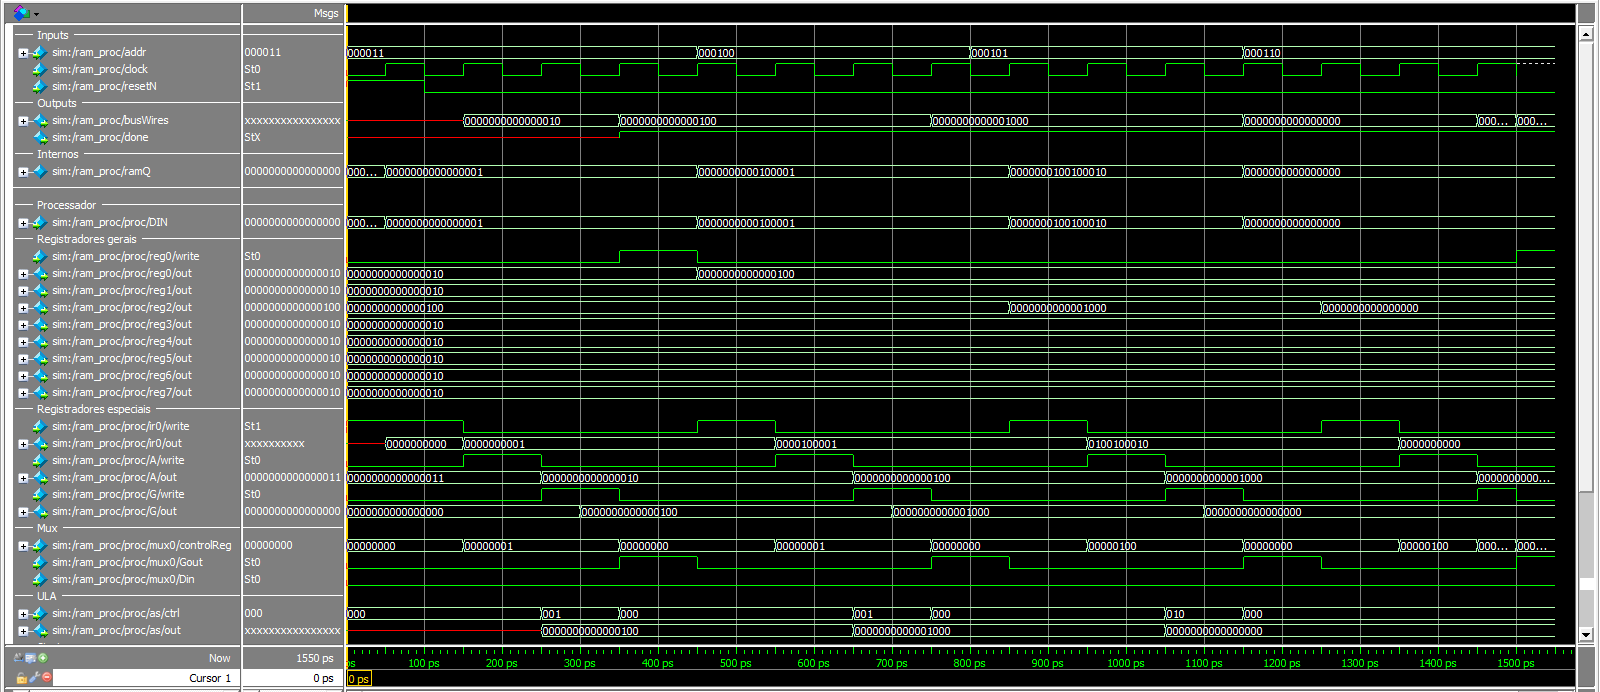 Msgs
Inputs
sim:/ram_proc/addr 000011 000011 000100 000101 000110
sim:/ram_proc/clock St0
sim:/ram_proc/resetN St1
Outputs
sim:/ram_proc/busWires xxxxxxxxxxxxxxxx 0000000000000010 0000000000000100 0000000000001000 0000000000000000 000... 000...
sim:/ram_proc/done StX
Internos
sim:/ram_proc/ramQ 0000000000000000 000... 0000000000000001 0000000000100001 0000000100100010 0000000000000000
Processador
sim:/ram_proc/proc/DIN 0000000000000000 000... 0000000000000001 0000000000100001 0000000100100010 0000000000000000
Registradores gerais
sim:/ram_proc/proc/reg0/write St0
sim:/ram_proc/proc/reg0/out 0000000000000010 0000000000000010 0000000000000100
sim:/ram_proc/proc/reg1/out 0000000000000010 0000000000000010
sim:/ram_proc/proc/reg2/out 0000000000000100 0000000000000100 0000000000001000 0000000000000000
sim:/ram_proc/proc/reg3/out 0000000000000010 0000000000000010
sim:/ram_proc/proc/reg4/out 0000000000000010 0000000000000010
sim:/ram_proc/proc/reg5/out 0000000000000010 0000000000000010
sim:/ram_proc/proc/reg6/out 0000000000000010 0000000000000010
sim:/ram_proc/proc/reg7/out 0000000000000010 0000000000000010
Registradores especiais
sim:/ram_proc/proc/ir0/write St1
sim:/ram_proc/proc/ir0/out xxxxxxxxxx 0000000000 0000000001 0000100001 0100100010 0000000000
sim:/ram_proc/proc/A/write St0
sim:/ram_proc/proc/A/out 0000000000000011 0000000000000011 0000000000000010 0000000000000100 0000000000001000 0000000000...
sim:/ram_proc/proc/G/write St0
sim:/ram_proc/proc/G/out 0000000000000000 0000000000000000 0000000000000100 0000000000001000 0000000000000000
Mux
sim:/ram_proc/proc/mux0/controlReg 00000000 00000000 00000001 00000000 00000001 00000000 00000100 00000000 00000100 000... 000...
sim:/ram_proc/proc/mux0/Gout St0
sim:/ram_proc/proc/mux0/Din St0
ULA
sim:/ram_proc/proc/as/ctrl 000 000 001 000 001 000 010 000
sim:/ram_proc/proc/as/out xxxxxxxxxxxxxxxx 0000000000000100 0000000000001000 0000000000000000
Now 1550 ps ps 100 ps 200 ps 300 ps 400 ps 500 ps 600 ps 700 ps 800 ps 900 ps 1000 ps 1100 ps 1200 ps 1300 ps 1400 ps 1500 ps
Cursor 1 0 ps 0 ps